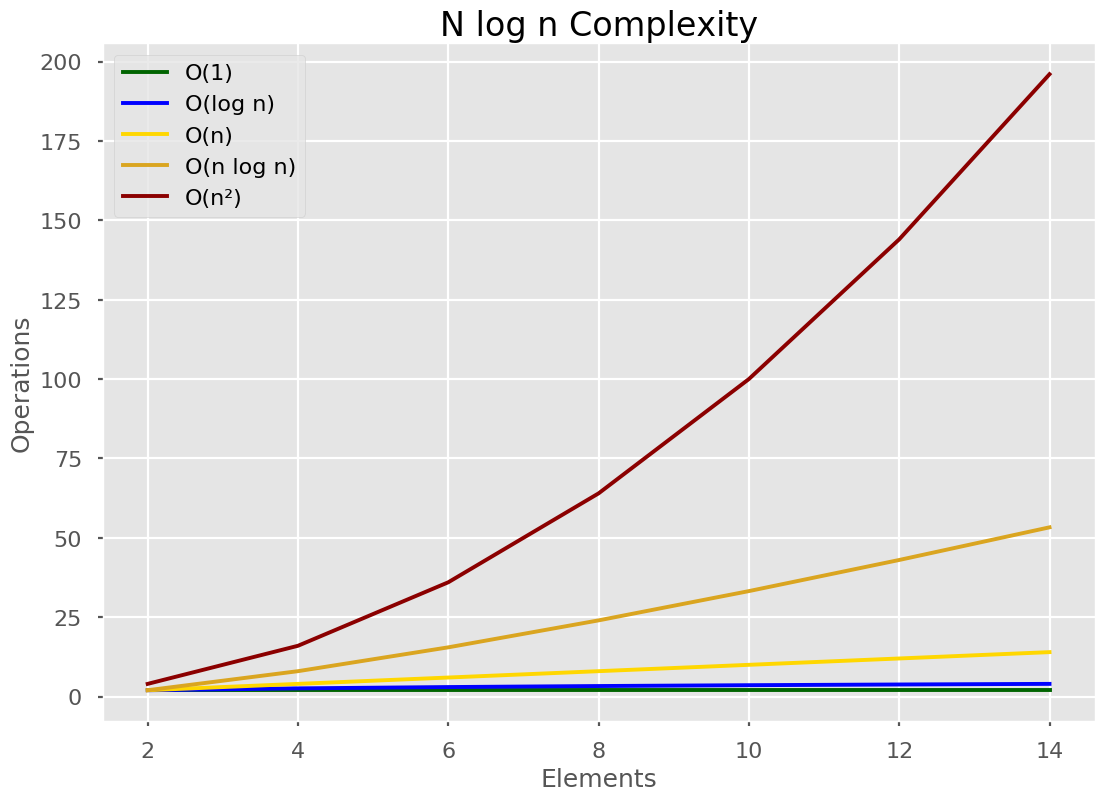 N log n Complexity
O(1)
O(log n)
O(n)
O(n log n)
O(n²)
200
175
150
125
100
75
50
25
0
Operations
2 4 6 8 10 12 14
Elements